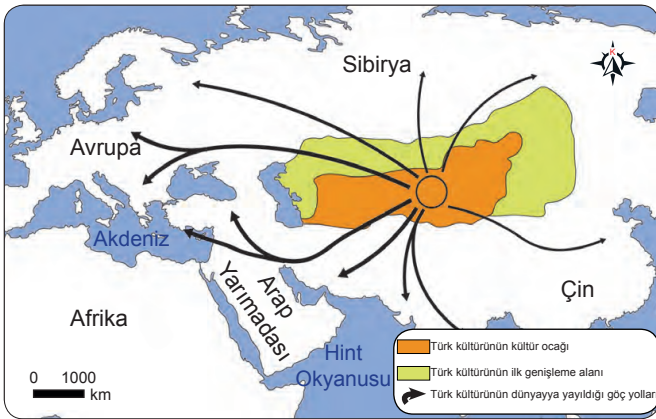 K
Sibirya
Avrupa
Akdeniz
Arap
Yarımadası
Çin
Afrika
Hint
Okyanusu
0 1000
km
Türk kültürünün kültür ocağı
Türk kültürünün ilk genişleme alanı
Türk kültürünün dünyayya yayıldığı göç yolları